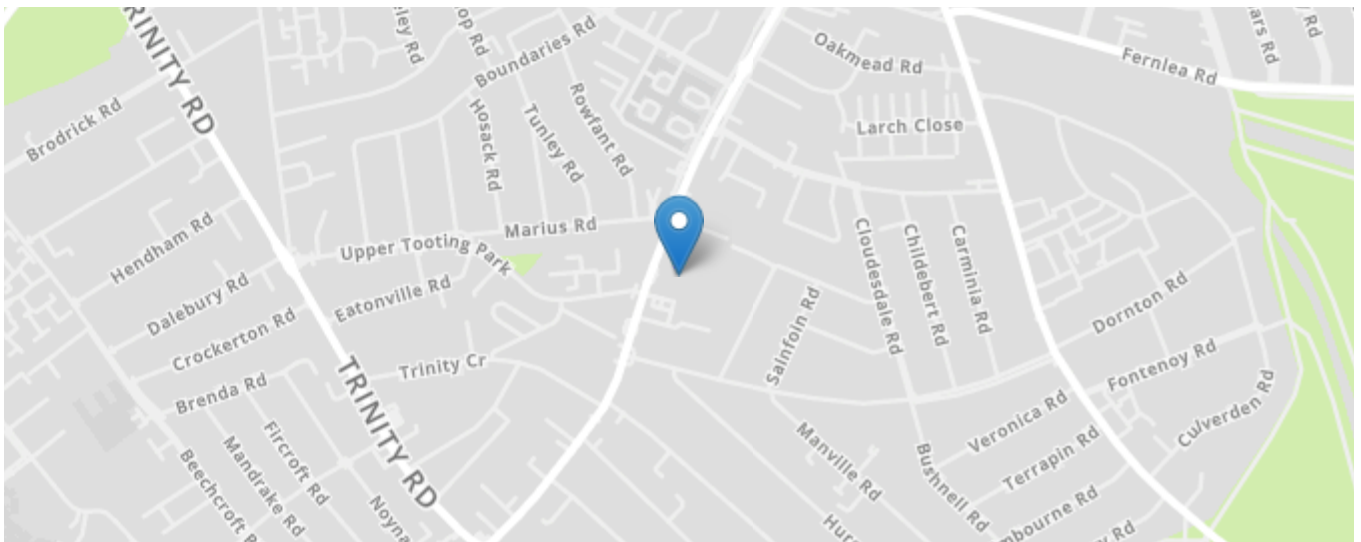 TRINITY RD
Brodrick Rd
Boundaries Rd
Hosack Rd
Tunley Rd
Rowfant Rd
Oakmead Rd
Fernlea Rd
Larch Close
Hendham Rd
Upper Tooting Park
Marius Rd
Dalebury Rd
Eatonville Rd
Crockerton Rd
Cloudesdale Rd
Childebert Rd
Carminia Rd
Dornton Rd
Sainfoin Rd
Trinity Cr
Brenda Rd
TRINITY RD
Fontenoy Rd
Veronica Rd
Culverden Rd
Fircroft Rd
Mandrake Rd
Manville Rd
Bushnell Rd
Terrapin Rd